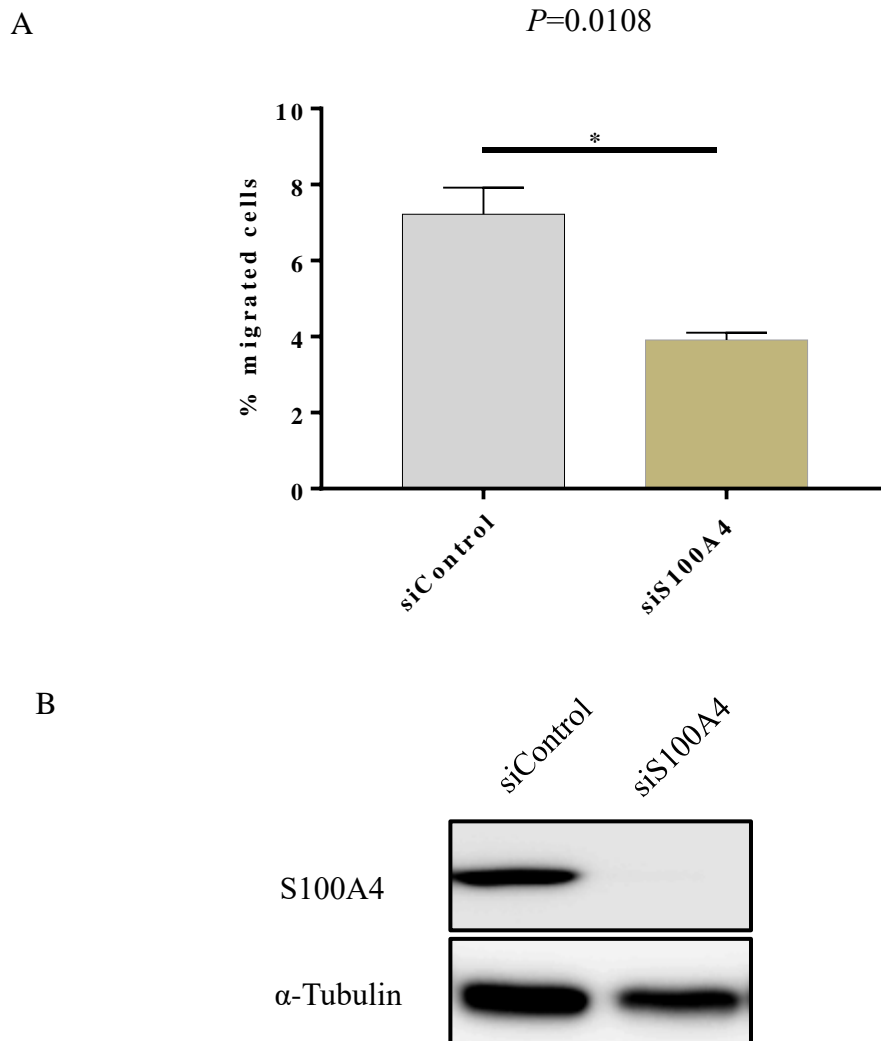 A
P=0.0108
10
*
8
6
4
2
0
% migrated cells
siControl
siS100A4
B
siControl
siS100A4
S100A4
α-Tubulin